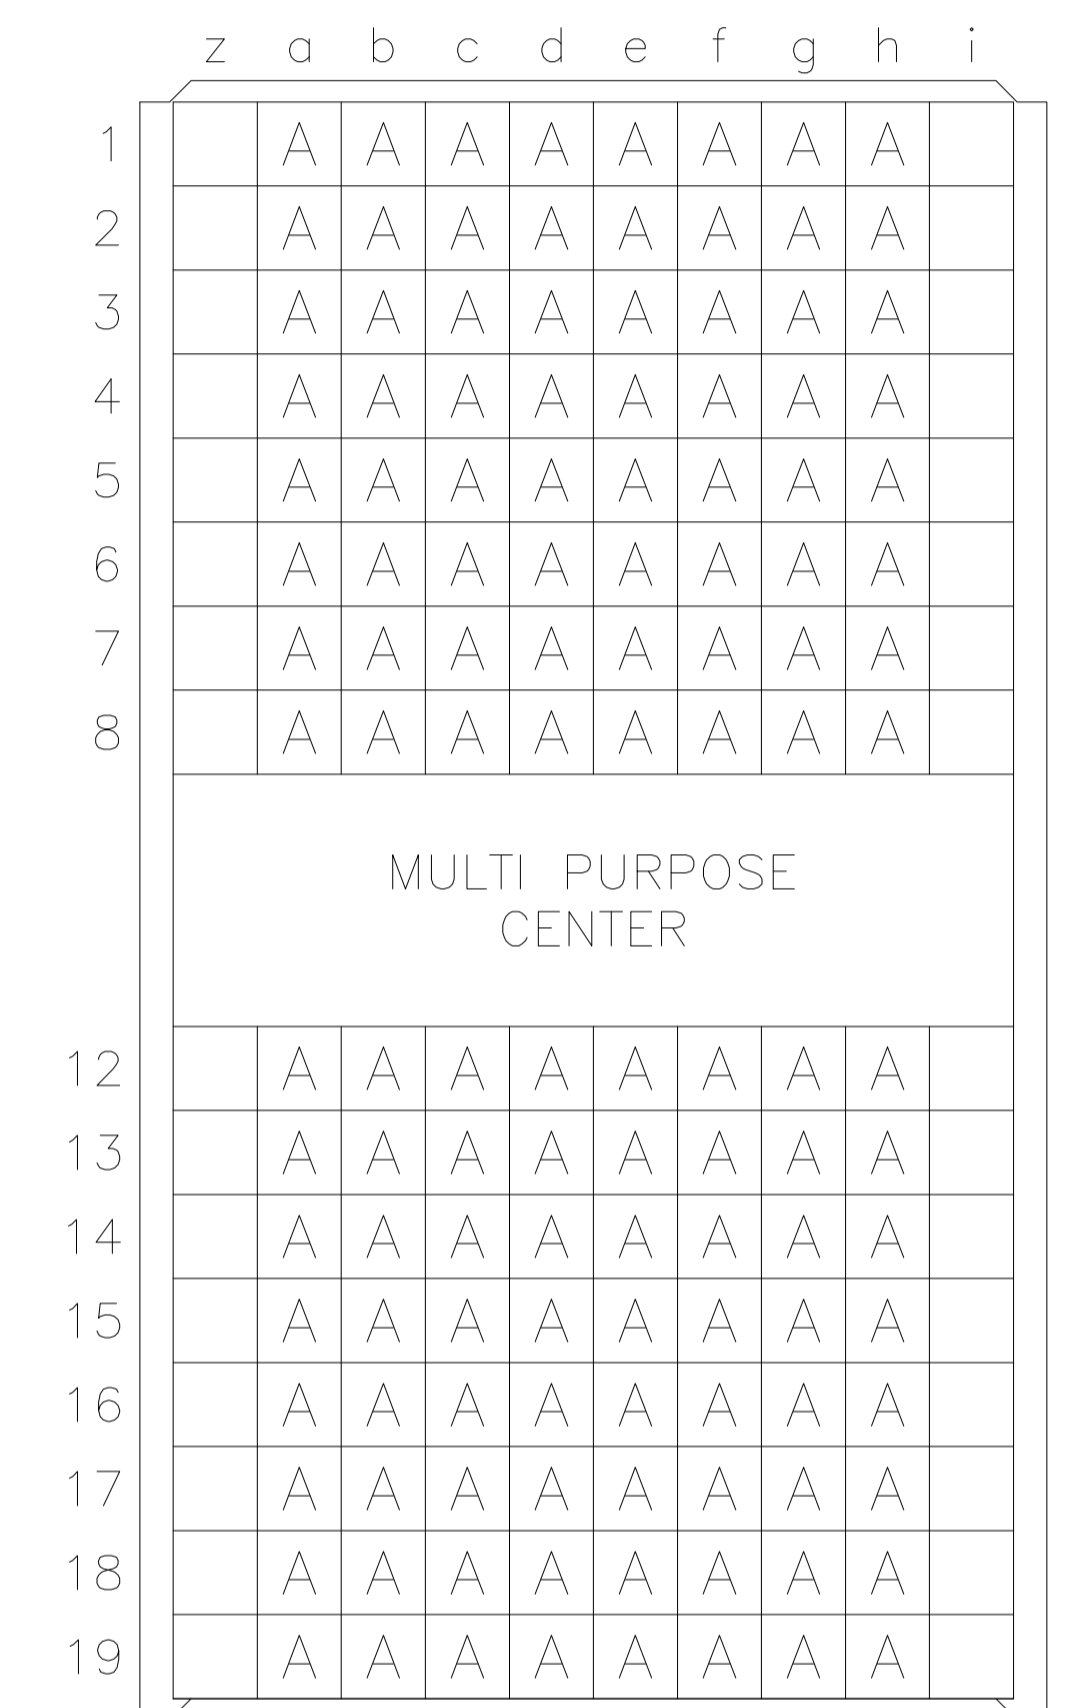 z a b c d e f g h i
1 A A A A A A A A
2 A A A A A A A A
3 A A A A A A A A
4 A A A A A A A A
5 A A A A A A A A
6 A A A A A A A A
7 A A A A A A A A
8 A A A A A A A A
MULTI PURPOSE
CENTER
12 A A A A A A A A
13 A A A A A A A A
14 A A A A A A A A
15 A A A A A A A A
16 A A A A A A A A
17 A A A A A A A A
18 A A A A A A A A
19 A A A A A A A A